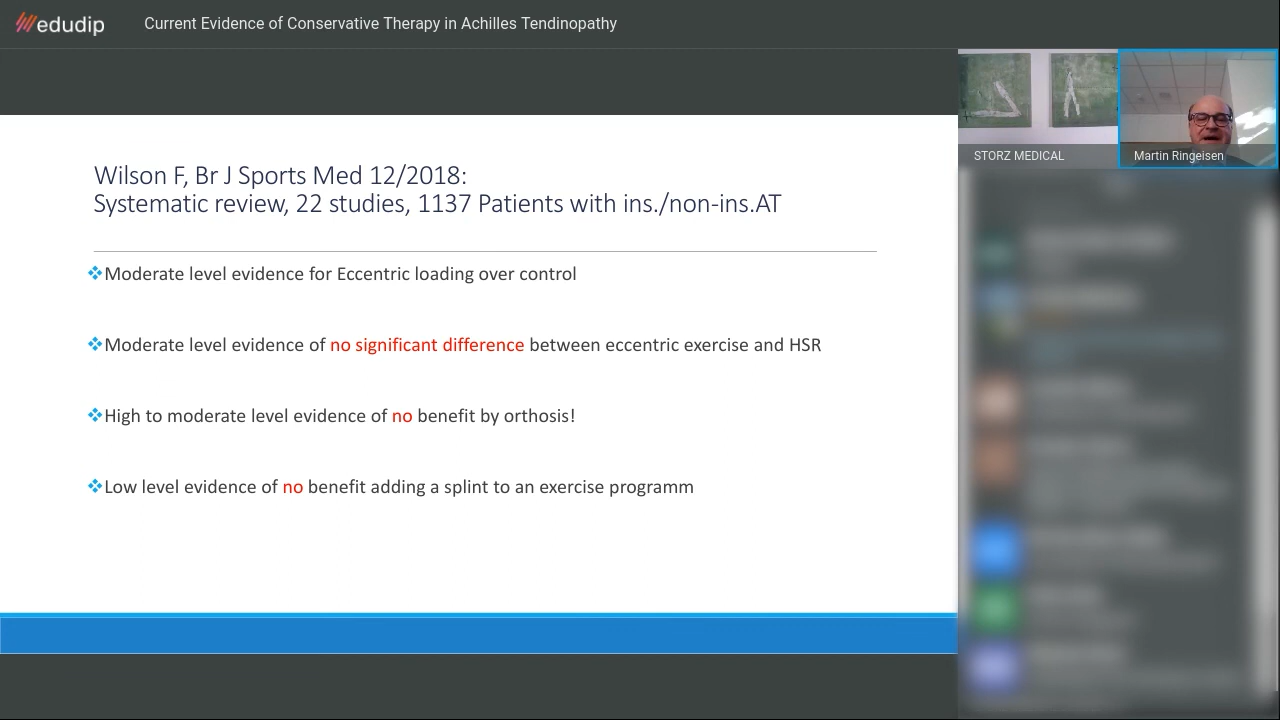 edudip
Current Evidence of Conservative Therapy in Achilles Tendinopathy
STORZ MEDICAL
Martin Ringeisen
Wilson F, Br J Sports Med 12/2018:
Systematic review, 22 studies, 1137 Patients with ins./non-ins.AT
Moderate level evidence for Eccentric loading over control
Moderate level evidence of no significant difference between eccentric exercise and HSR
High to moderate level evidence of no benefit by orthosis!
Low level evidence of no benefit adding a splint to an exercise programm